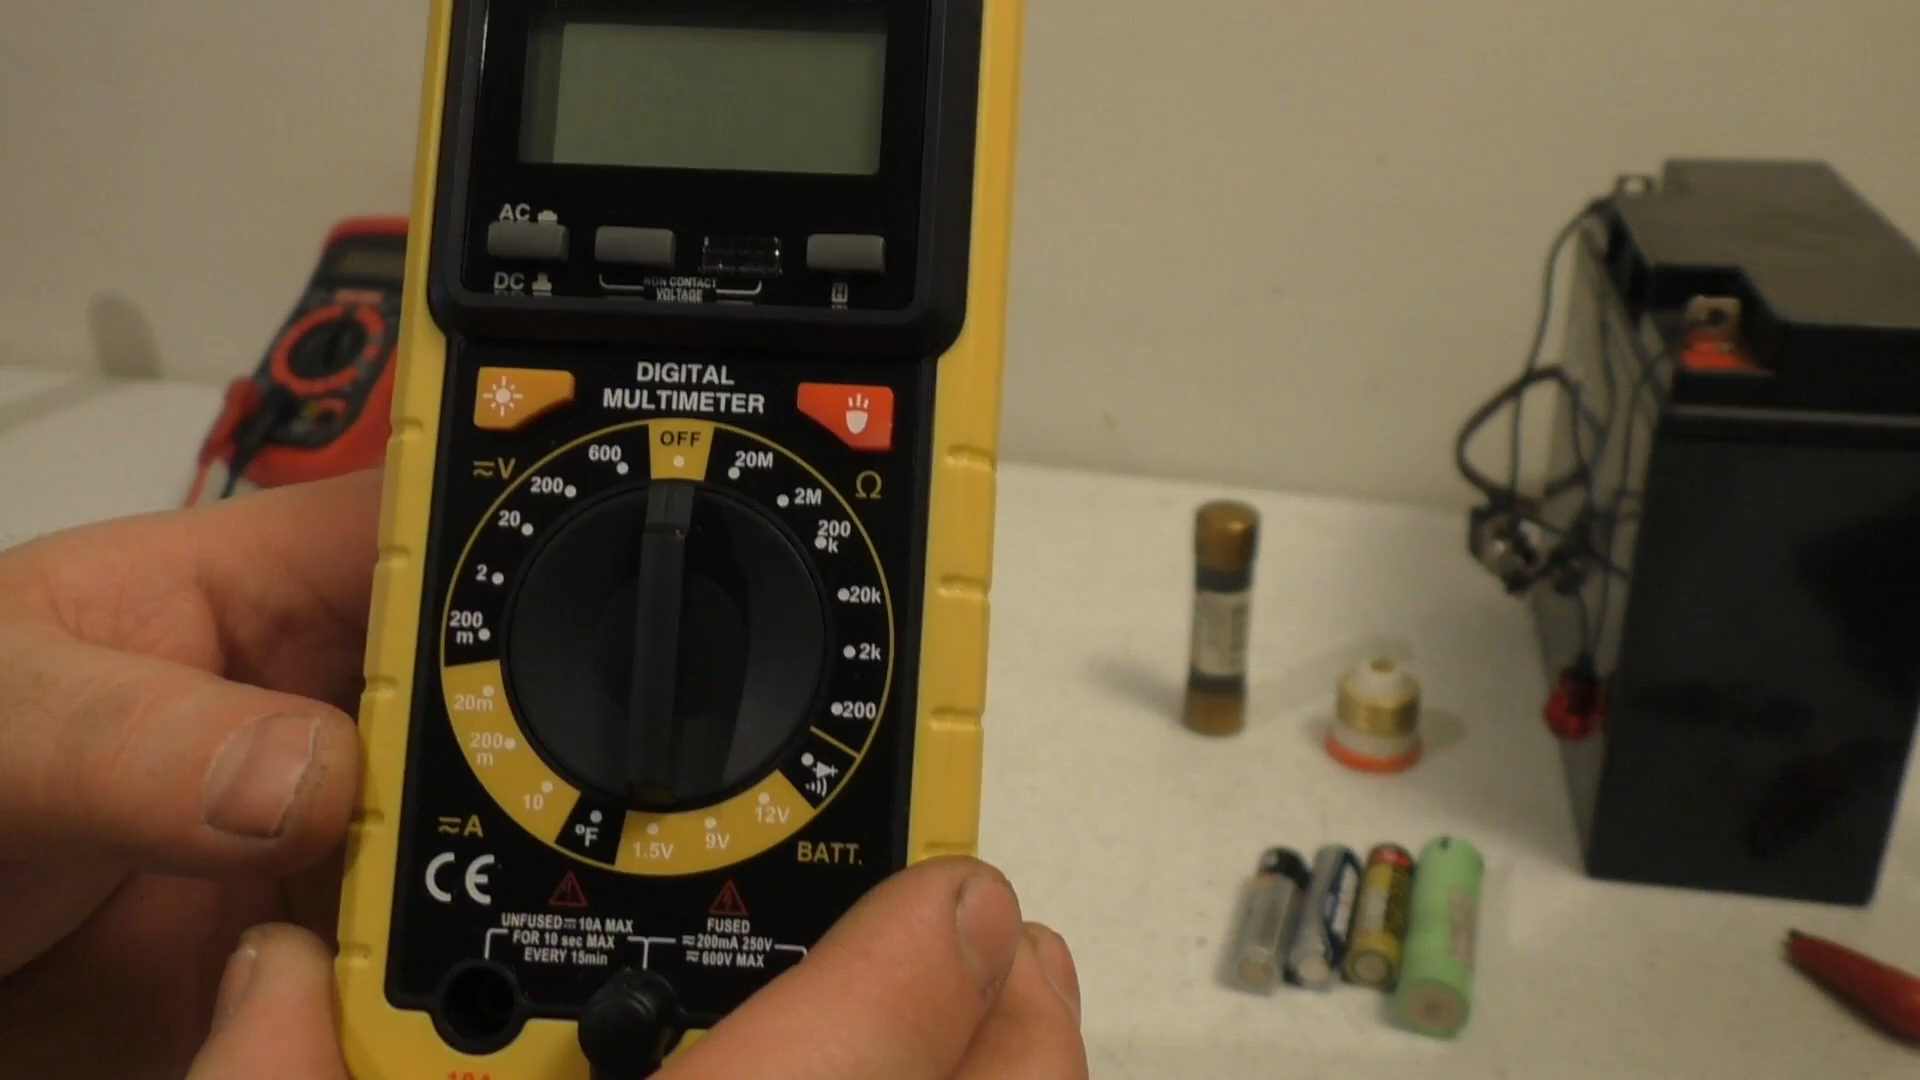 AC
DC
NON CONTACT
VOLTAGE
H
DIGITAL
MULTIMETER
OFF
600
20M
≂V
Ω
200
2M
20
200
k
2
20k
200
m
2k
20m
200
200
m
10
°F
1.5V
9V
12V
≂A
BATT.
CE
UNFUSED⎓10A MAX
FOR 10 sec MAX
EVERY 15min
FUSED
≂200mA 250V
≂600V MAX
10A